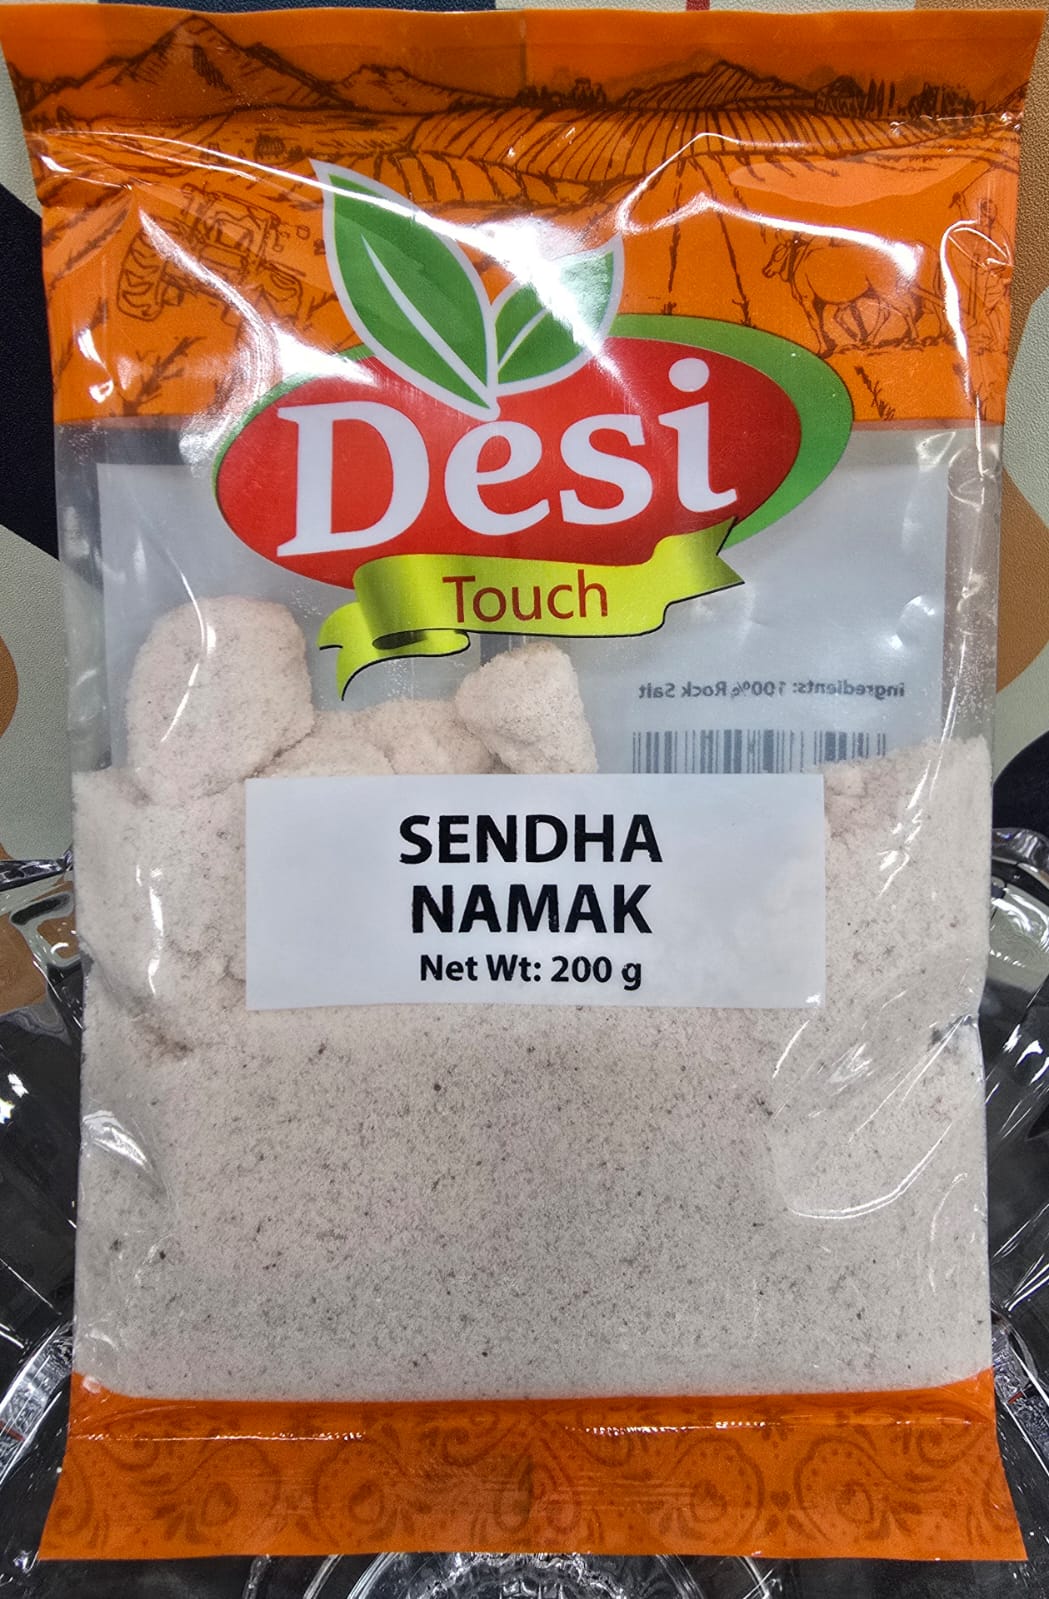 Desi
Touch
Ingredients: 100% Rock Salt
SENDHA
NAMAK
Net Wt: 200 g